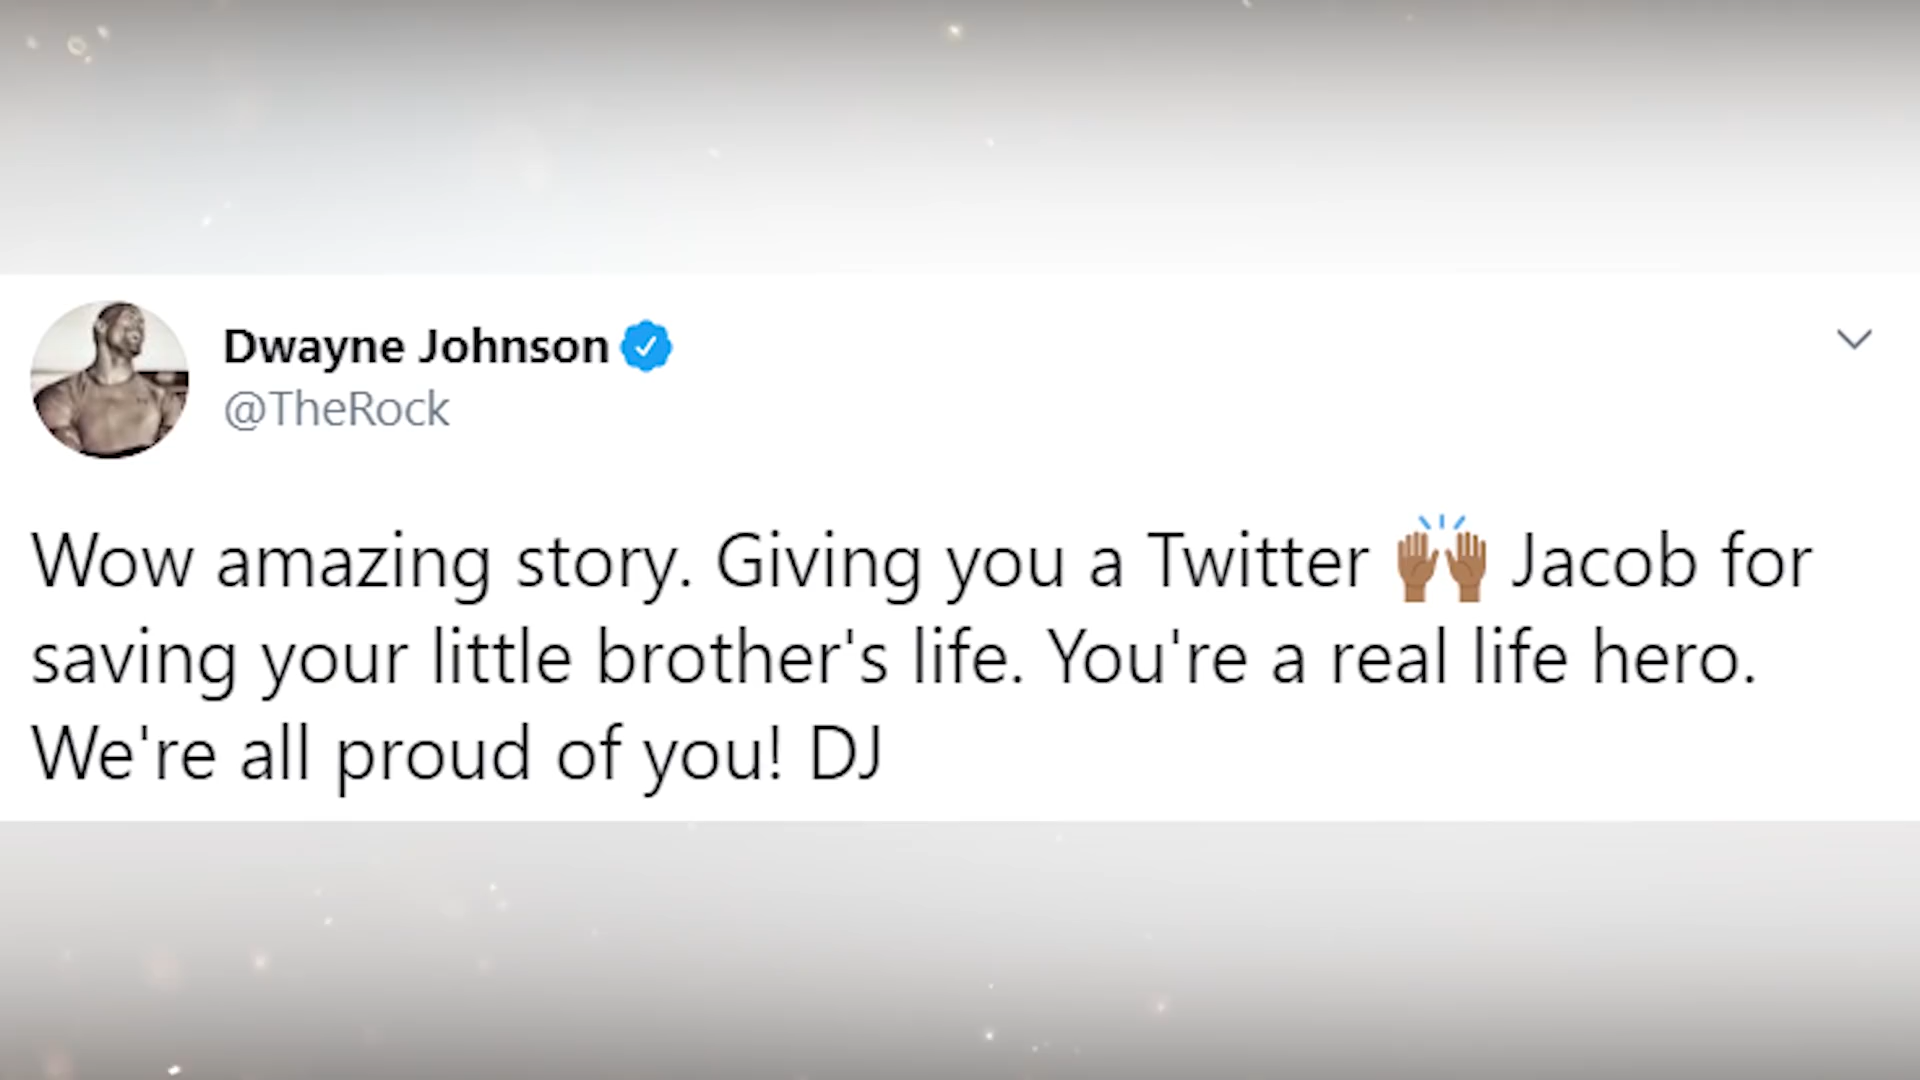 Dwayne Johnson
@TheRock
Wow amazing story. Giving you a Twitter 🙌🏾 Jacob for
saving your little brother's life. You're a real life hero.
We're all proud of you! DJ